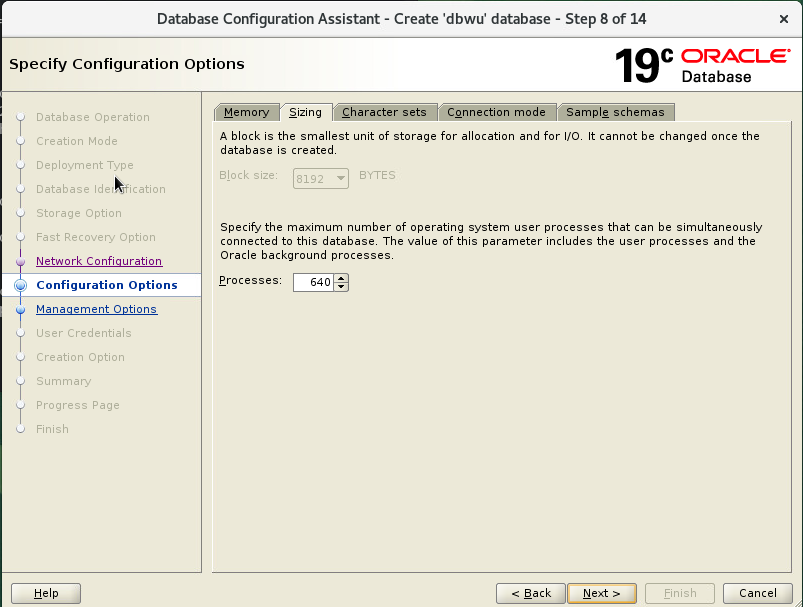 Database Configuration Assistant - Create 'dbwu' database - Step 8 of 14
Specify Configuration Options
19c ORACLE
Database
Database Operation
Creation Mode
Deployment Type
Database Identification
Storage Option
Fast Recovery Option
Network Configuration
Configuration Options
Management Options
User Credentials
Creation Option
Summary
Progress Page
Finish
Memory Sizing Character sets Connection mode Sample schemas
A block is the smallest unit of storage for allocation and for I/O. It cannot be changed once the
database is created.
Block size: 8192 BYTES
Specify the maximum number of operating system user processes that can be simultaneously
connected to this database. The value of this parameter includes the user processes and the
Oracle background processes.
Processes: 640
Help < Back Next > Finish Cancel